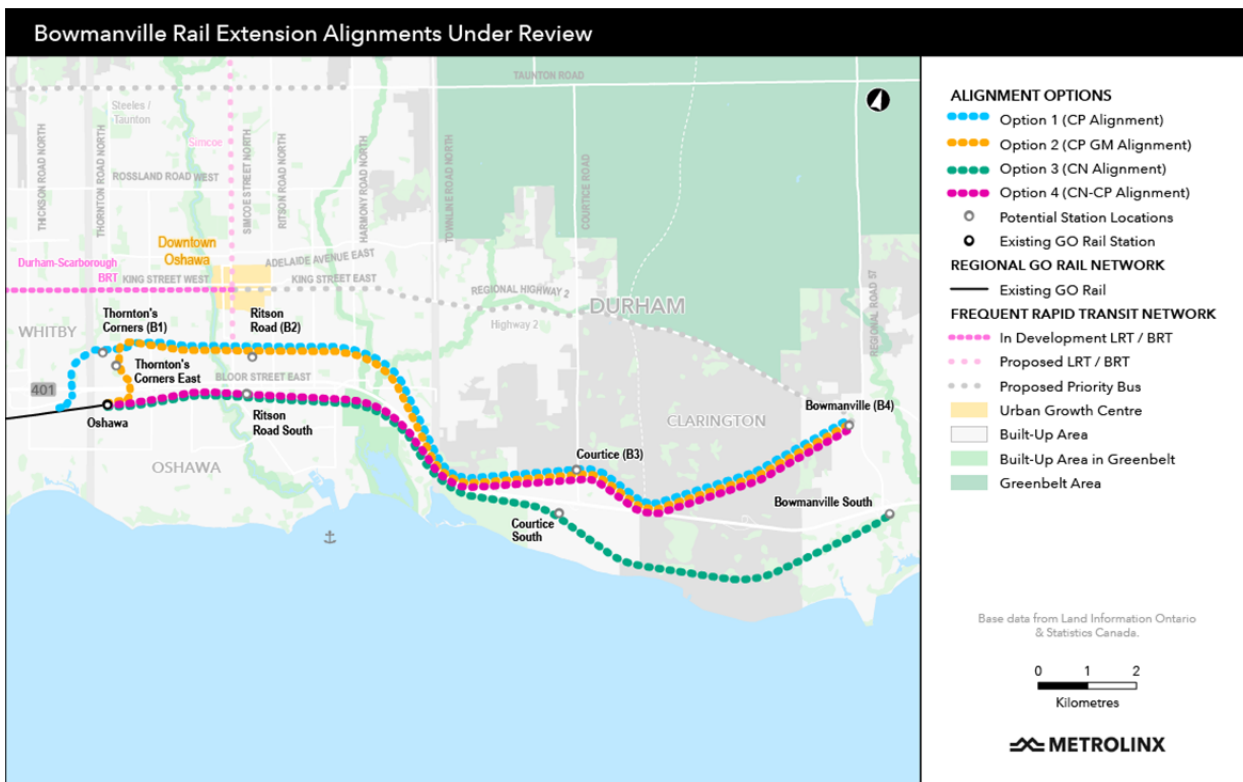 Bowmanville Rail Extension Alignments Under Review
TAUNTON ROAD
Steeles /
Taunton
Simcoe
THICKSON ROAD NORTH
THORNTON ROAD NORTH
ROSSLAND ROAD WEST
SIMCOE STREET NORTH
RITSON ROAD NORTH
HARMONY ROAD NORTH
TOWNLINE ROAD NORTH
COURTICE ROAD
REGIONAL ROAD 57
Downtown
Oshawa
Durham-Scarborough
BRT
ADELAIDE AVENUE EAST
KING STREET WEST
KING STREET EAST
REGIONAL HIGHWAY 2
Highway 2
DURHAM
WHITBY
Thornton's
Corners (B1)
Ritson
Road (B2)
Thornton's
Corners East
BLOOR STREET EAST
401
Oshawa
Ritson
Road South
OSHAWA
CLARINGTON
Bowmanville (B4)
Courtice (B3)
Bowmanville South
Courtice
South
ALIGNMENT OPTIONS
Option 1 (CP Alignment)
Option 2 (CP GM Alignment)
Option 3 (CN Alignment)
Option 4 (CN-CP Alignment)
Potential Station Locations
Existing GO Rail Station
REGIONAL GO RAIL NETWORK
Existing GO Rail
FREQUENT RAPID TRANSIT NETWORK
In Development LRT / BRT
Proposed LRT / BRT
Proposed Priority Bus
Urban Growth Centre
Built-Up Area
Built-Up Area in Greenbelt
Greenbelt Area
Base data from Land Information Ontario
& Statistics Canada.
0 1 2
Kilometres
METROLINX